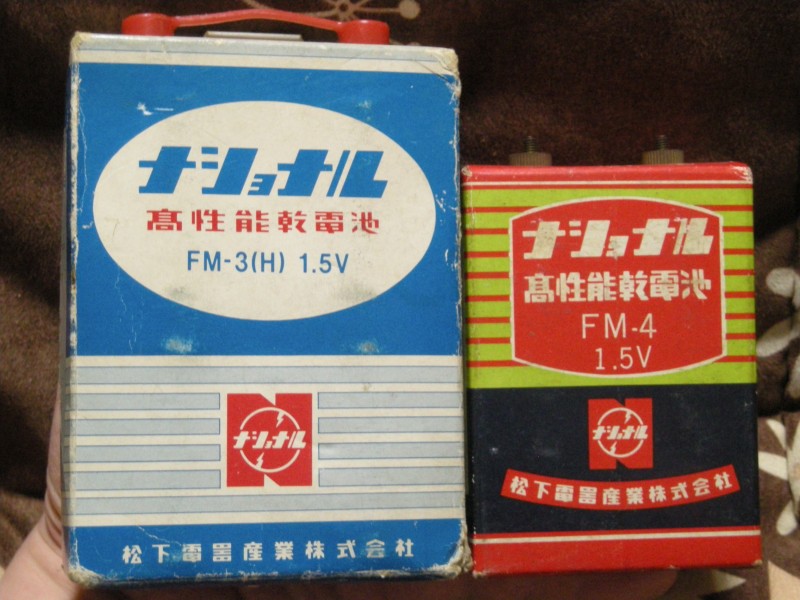 ナショナル
高性能乾電池
FM-3(H) 1.5V
ナショナル
松下電器産業株式会社
ナショナル
高性能乾電池
FM-4
1.5V
ナショナル
松下電器産業株式会社